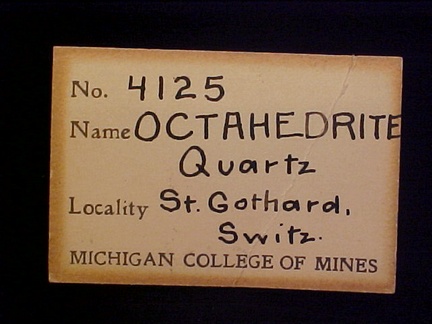 No. 4125
Name OCTAHEDRITE
Quartz
Locality St. Gothard,
Switz.
MICHIGAN COLLEGE OF MINES